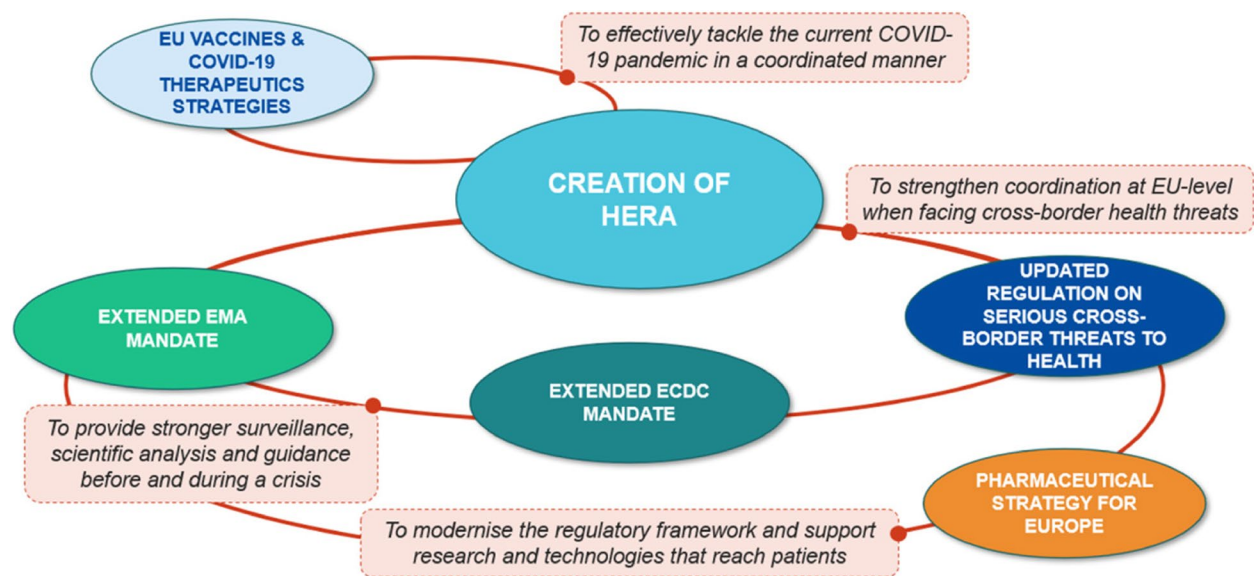 EU VACCINES &
COVID-19
THERAPEUTICS
STRATEGIES
To effectively tackle the current COVID-
19 pandemic in a coordinated manner
CREATION OF
HERA
To strengthen coordination at EU-level
when facing cross-border health threats
EXTENDED EMA
MANDATE
UPDATED
REGULATION ON
SERIOUS CROSS-
BORDER THREATS TO
HEALTH
EXTENDED ECDC
MANDATE
To provide stronger surveillance,
scientific analysis and guidance
before and during a crisis
PHARMACEUTICAL
STRATEGY FOR
EUROPE
To modernise the regulatory framework and support
research and technologies that reach patients